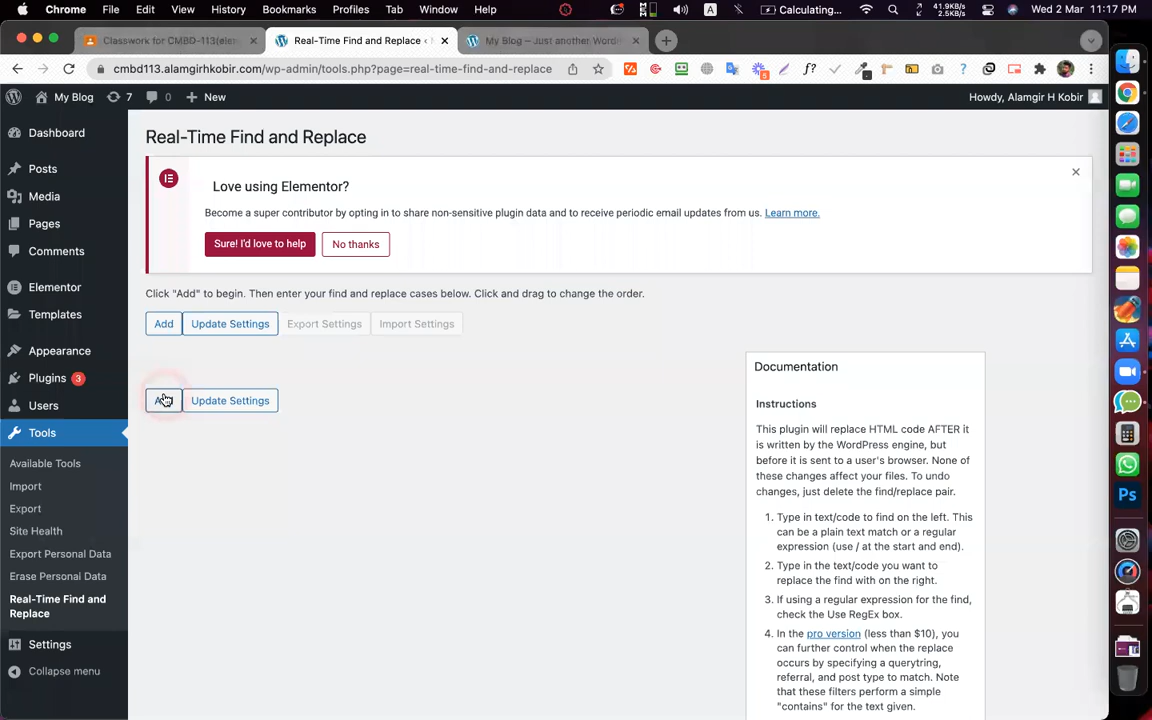 Chrome File Edit View History Bookmarks Profiles Tab Window Help A Calculating... 41.9KB/s 2.5KB/s Wed 2 Mar 11:17 PM
Classwork for CMBD-113(eler
Real-Time Find and Replace ‹
My Blog – Just another Word
cmbd113.alamgirhkobir.com/wp-admin/tools.php?page=real-time-find-and-replace
My Blog 7 0 New Howdy, Alamgir H Kobir
Dashboard
Posts
Media
Pages
Comments
Elementor
Templates
Appearance
Plugins 3
Users
Tools
Available Tools
Import
Export
Site Health
Export Personal Data
Erase Personal Data
Real-Time Find and
Replace
Settings
Collapse menu
Real-Time Find and Replace
Love using Elementor?
Become a super contributor by opting in to share non-sensitive plugin data and to receive periodic email updates from us. Learn more.
Sure! I'd love to help No thanks
Click "Add" to begin. Then enter your find and replace cases below. Click and drag to change the order.
Add Update Settings Export Settings Import Settings
Update Settings
Documentation
Instructions
This plugin will replace HTML code AFTER it
is written by the WordPress engine, but
before it is sent to a user's browser. None of
these changes affect your files. To undo
changes, just delete the find/replace pair.
1. Type in text/code to find on the left. This
can be a plain text match or a regular
expression (use / at the start and end).
2. Type in the text/code you want to
replace the find with on the right.
3. If using a regular expression for the find,
check the Use RegEx box.
4. In the pro version (less than $10), you
can further control when the replace
occurs by specifying a querytring,
referral, and post type to match. Note
that these filters perform a simple
"contains" for the text given.
Ps